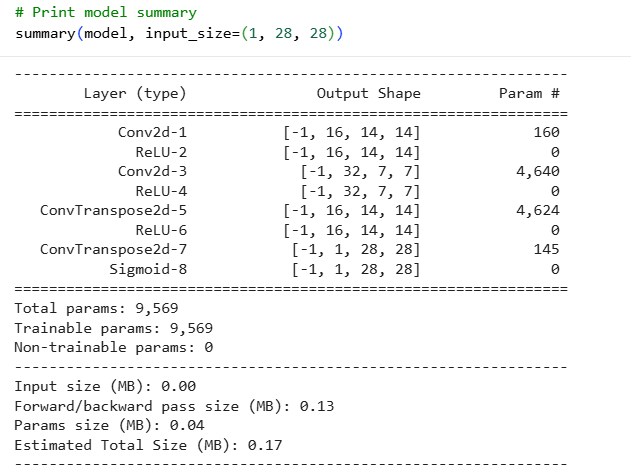 # Print model summary
summary(model, input_size=(1, 28, 28))
----------------------------------------------------------------
        Layer (type)               Output Shape         Param #
================================================================
            Conv2d-1           [-1, 16, 14, 14]             160
              ReLU-2           [-1, 16, 14, 14]               0
            Conv2d-3             [-1, 32, 7, 7]           4,640
              ReLU-4             [-1, 32, 7, 7]               0
   ConvTranspose2d-5           [-1, 16, 14, 14]           4,624
              ReLU-6           [-1, 16, 14, 14]               0
   ConvTranspose2d-7            [-1, 1, 28, 28]             145
           Sigmoid-8            [-1, 1, 28, 28]               0
================================================================
Total params: 9,569
Trainable params: 9,569
Non-trainable params: 0
----------------------------------------------------------------
Input size (MB): 0.00
Forward/backward pass size (MB): 0.13
Params size (MB): 0.04
Estimated Total Size (MB): 0.17
----------------------------------------------------------------